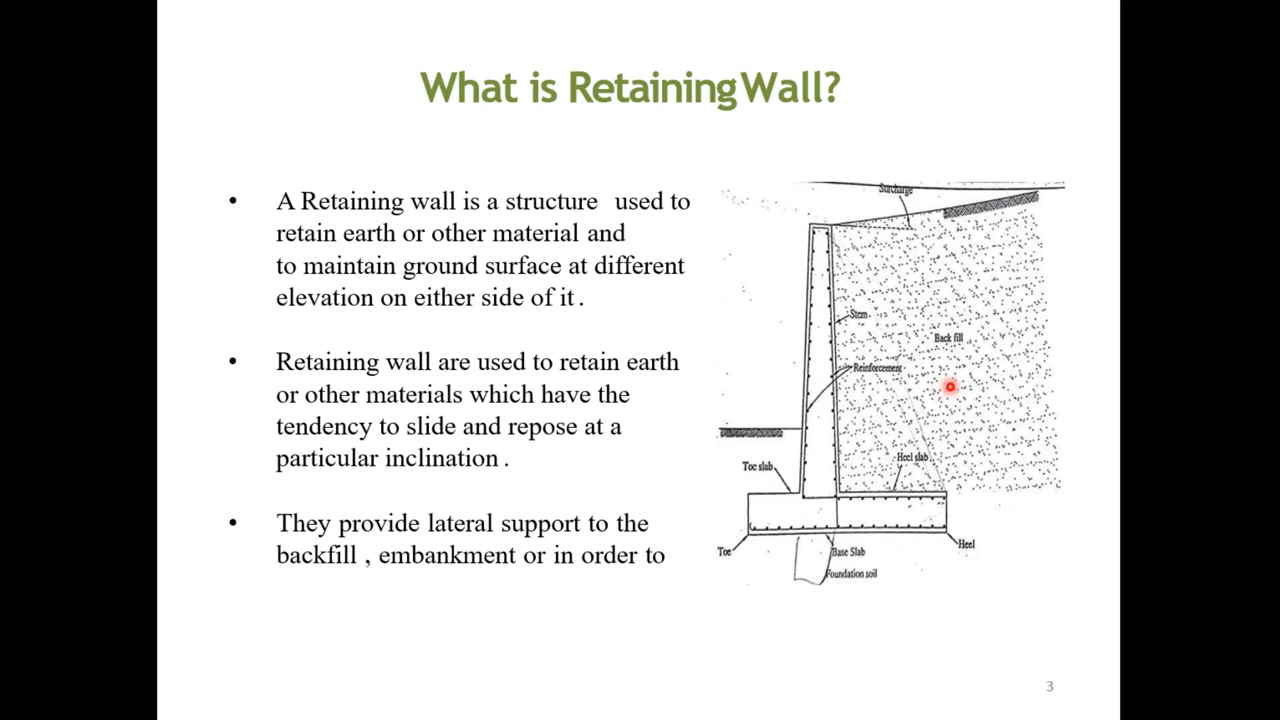 What is Retaining Wall?
• A Retaining wall is a structure used to
retain earth or other material and
to maintain ground surface at different
elevation on either side of it .
• Retaining wall are used to retain earth
or other materials which have the
tendency to slide and repose at a
particular inclination .
• They provide lateral support to the
backfill , embankment or in order to
Surcharge
Stem
Back fill
Reinforcement
Heel slab
Toe slab
Toe
Base Slab
Heel
Foundation soil
3